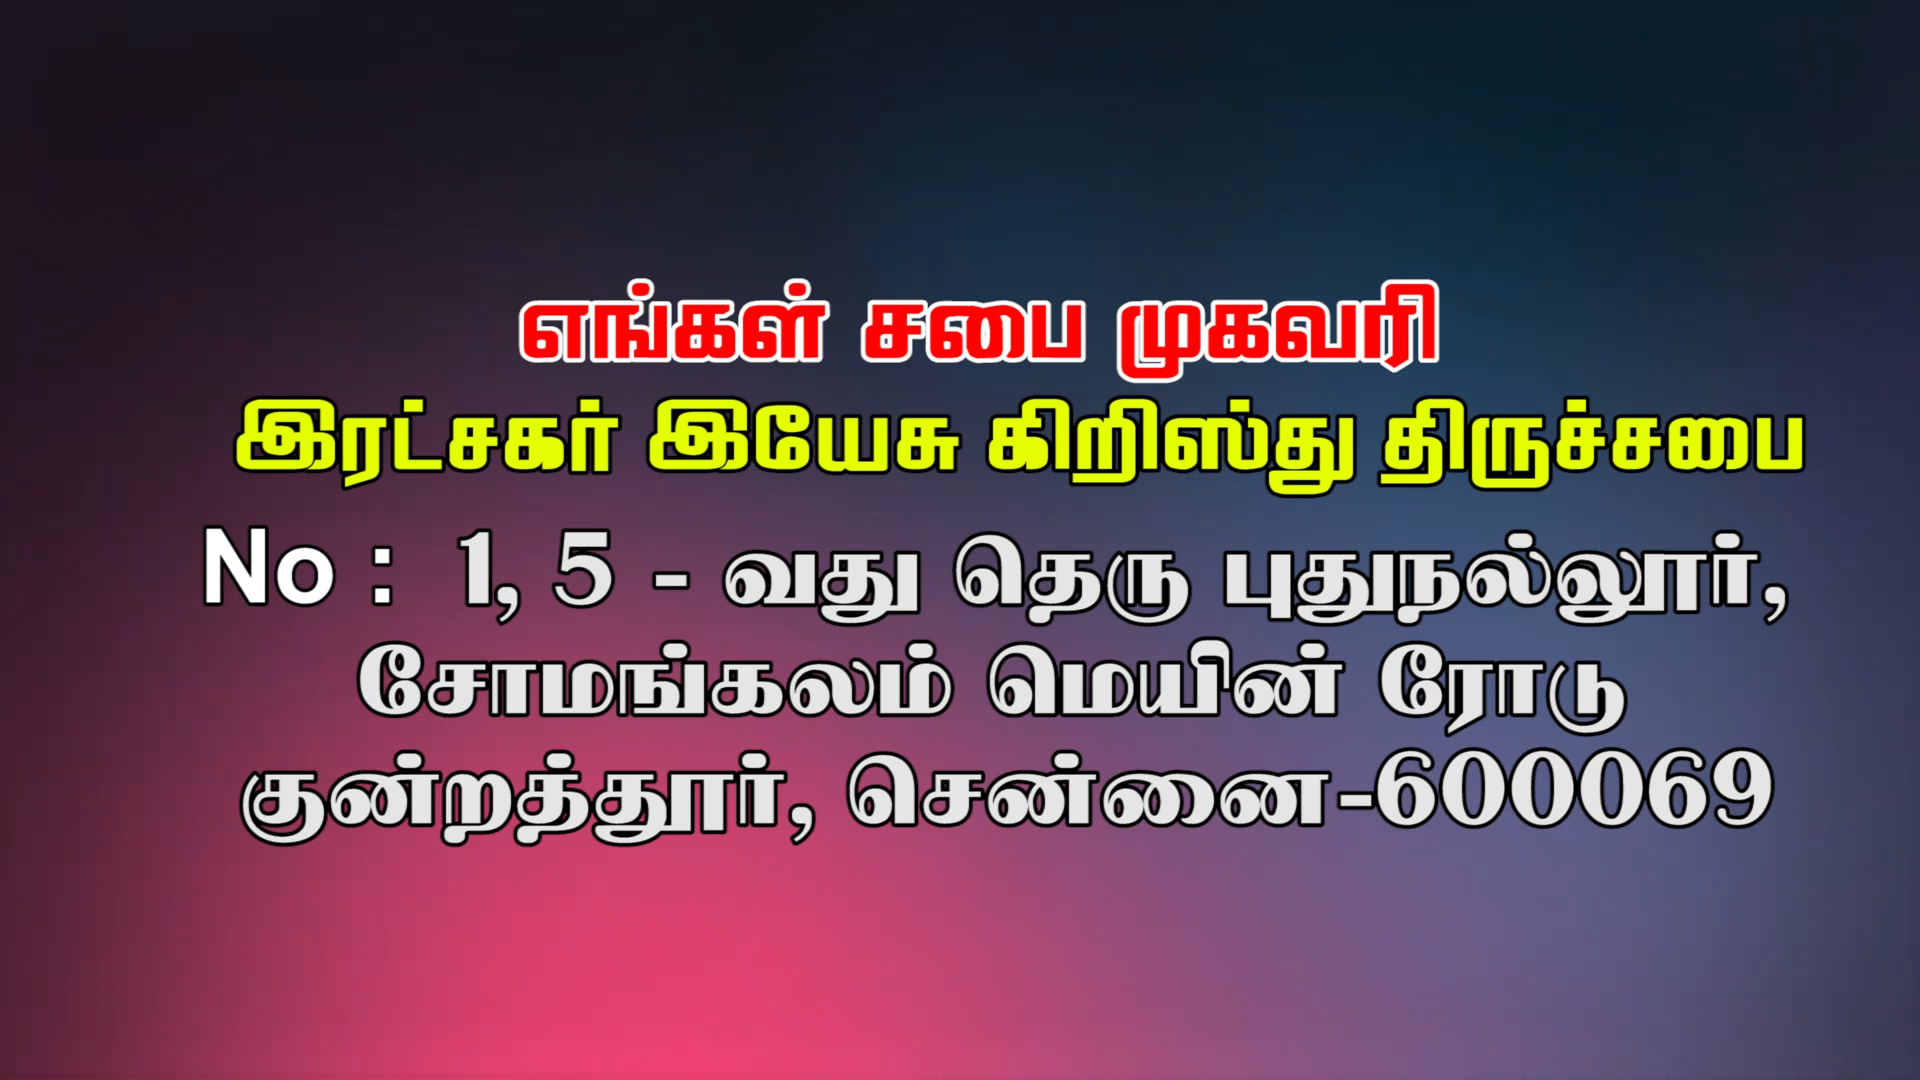 எங்கள் சபை முகவரி
இரட்சகர் இயேசு கிறிஸ்து திருச்சபை
No : 1, 5 - வது தெரு புதுநல்லூர்,
சோமங்கலம் மெயின் ரோடு
குன்றத்தூர், சென்னை-600069